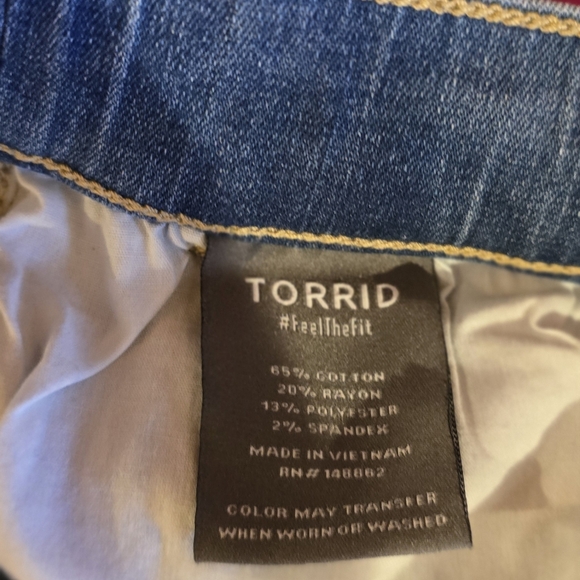 TORRID
#FeelTheFit
65% COTTON
20% RAYON
13% POLYESTER
2% SPANDEX
MADE IN VIETNAM
RN# 148862
COLOR MAY TRANSFER
WHEN WORN OR WASHED